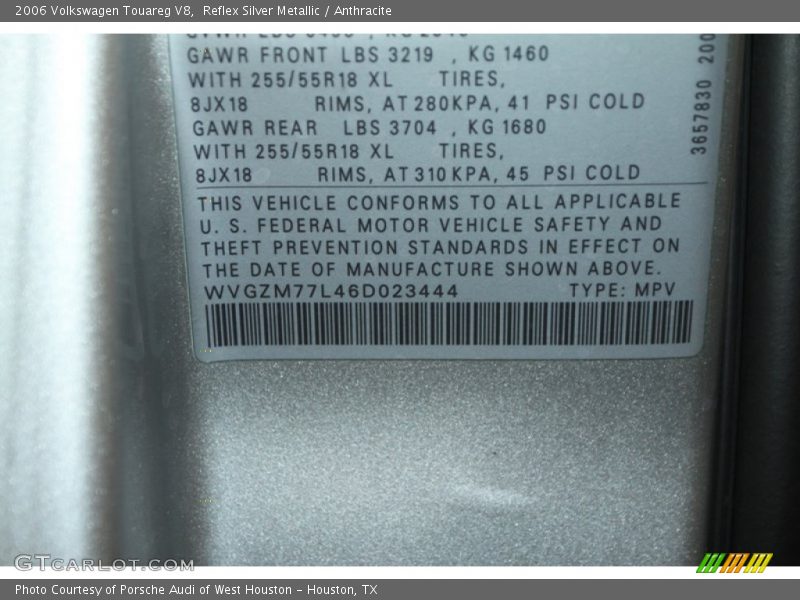 2006 Volkswagen Touareg V8, Reflex Silver Metallic / Anthracite
GAWR FRONT LBS 3219 , KG 1460
WITH 255/55R18 XL TIRES,
8JX18 RIMS, AT 280KPA, 41 PSI COLD
GAWR REAR LBS 3704 , KG 1680
WITH 255/55R18 XL TIRES,
8JX18 RIMS, AT 310 KPA, 45 PSI COLD
THIS VEHICLE CONFORMS TO ALL APPLICABLE
U. S. FEDERAL MOTOR VEHICLE SAFETY AND
THEFT PREVENTION STANDARDS IN EFFECT ON
THE DATE OF MANUFACTURE SHOWN ABOVE.
WVGZM77L46D023444 TYPE: MPV
3657830
GTCARLOT.COM
Photo Courtesy of Porsche Audi of West Houston - Houston, TX